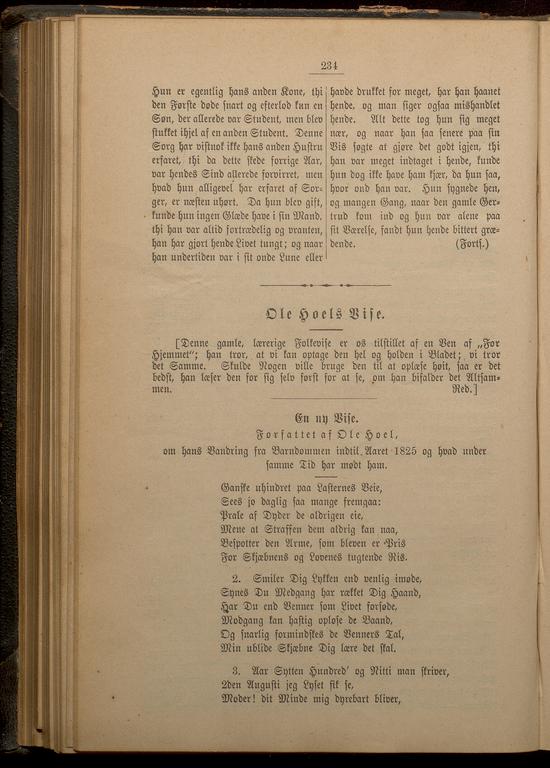 234
Hun er egentlig hans anden Kone, thi
den Første døde snart og efterlod kun en
Søn, der allerede var Student, men blev
stukket ihjel af en anden Student. Denne
Sorg har vistnok ikke hans anden Hustru
erfaret, thi da dette skede forrige Aar,
var hendes Sind allerede forvirret, men
hvad hun alligevel har erfaret af Sor-
ger, er næsten uhørt. Da hun blev gift,
kunde hun ingen Glæde have i sin Mand,
thi han var altid fortrædelig og vranten,
han har gjort hende Livet tungt; og naar
han undertiden var i sit onde Lune eller
havde drukket for meget, har han haanet
hende, og man siger ogsaa mishandlet
hende. Alt dette tog hun sig meget
nær, og naar han saa senere paa sin
Vis søgte at gjøre det godt igjen, thi
han var meget indtaget i hende, kunde
hun dog ikke have ham kjær, da hun saa,
hvor ond han var. Hun sygnede hen,
og mangen Gang, naar den gamle Ger-
trud kom ind og hun var alene paa
sit Værelse, fandt hun hende bittert græ-
dende. (Forts.)
Ole Hoels Vise.
[Denne gamle, lærerige Folkevise er os tilstillet af en Ven af „For
Hjemmet“; han tror, at vi kan optage den hel og holden i Bladet; vi tror
det Samme. Skulde Nogen ville bruge den til at oplæse høit, saa er det
bedst, han læser den for sig selv først for at se, om han bifalder det Altsam-
men. Red.]
En ny Vise.
Forfattet af Ole Hoel,
om hans Vandring fra Barndommen indtil Aaret 1825 og hvad under
samme Tid har mødt ham.
Ganske uhindret paa Lasternes Veie,
Sees jo daglig saa mange fremgaa:
Prale af Dyder de aldrigen eie,
Mene at Straffen dem aldrig kan naa,
Bespotter den Arme, som bleven er Pris
For Skjæbnens og Lovenes tugtende Ris.
2. Smiler Dig Lykken end venlig imøde,
Synes Du Medgang har rækket Dig Haand,
Har Du end Venner som Livet forsøde,
Modgang kan hastig opløse de Baand,
Og snarlig formindskes de Venners Tal,
Min ublide Skjæbne Dig lære det skal.
3. Aar Sytten Hundred' og Nitti man skriver,
2den Augusti jeg Lyset fik se,
Moder! dit Minde mig dyrebart bliver,